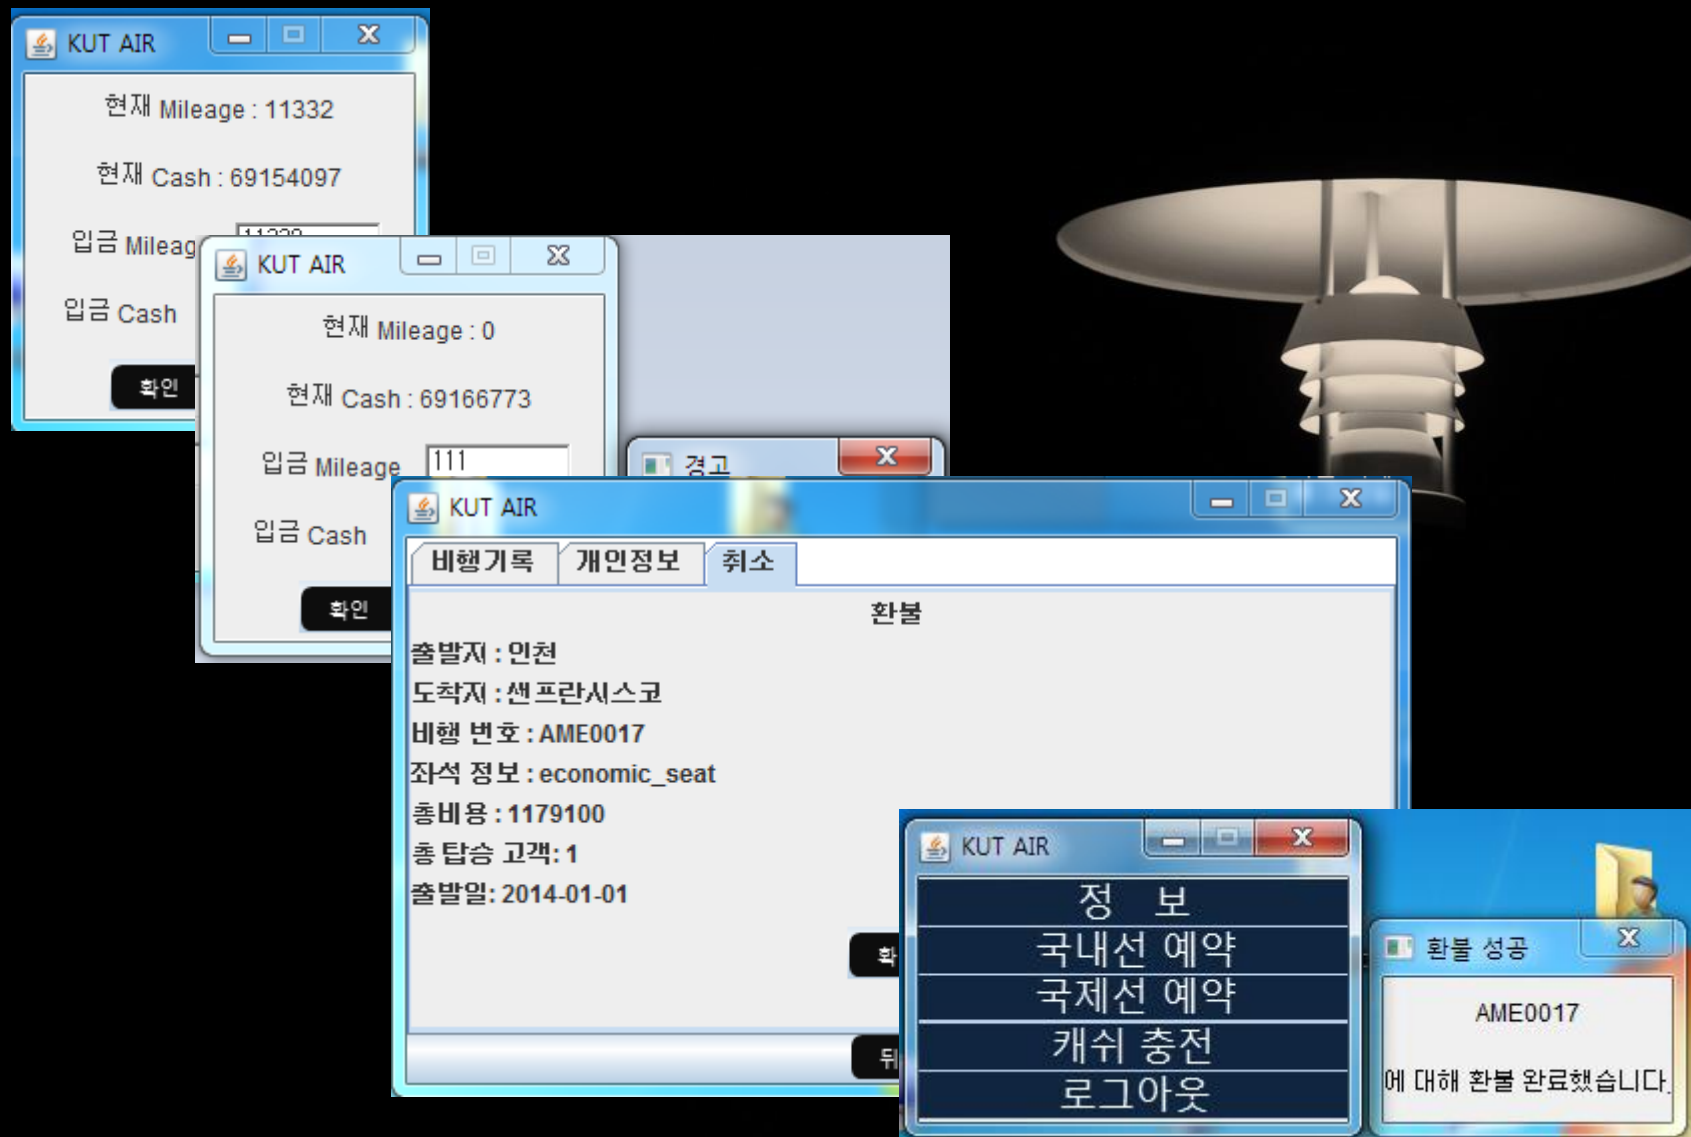 KUT AIR
현재 Mileage : 11332
현재 Cash : 69154097
입금 Mileag
입금 Cash
확인
KUT AIR
현재 Mileage : 0
현재 Cash : 69166773
입금 Mileage 111
입금 Cash
확인
경고
KUT AIR
비행기록 개인정보 취소
환불
출발지 : 인천
도착지 : 샌프란시스코
비행 번호 : AME0017
좌석 정보 : economic_seat
총비용 : 1179100
총 탑승 고객: 1
출발일: 2014-01-01
KUT AIR
정 보
국내선 예약
국제선 예약
캐쉬 충전
로그아웃
환불 성공
AME0017
에 대해 환불 완료했습니다.